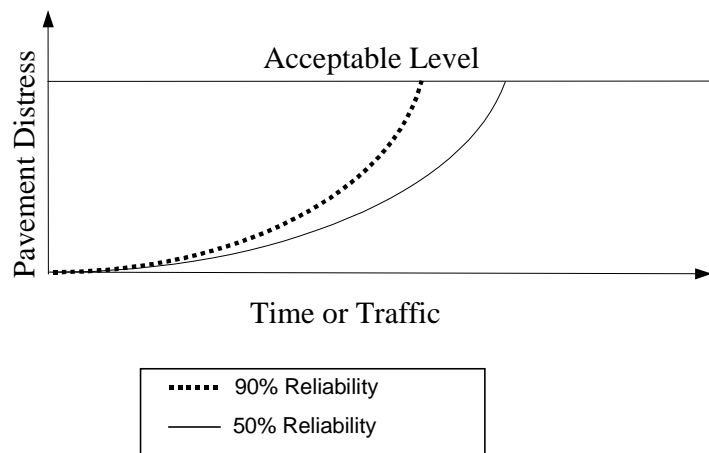 Acceptable Level
Pavement Distress
Time or Traffic
90% Reliability
50% Reliability